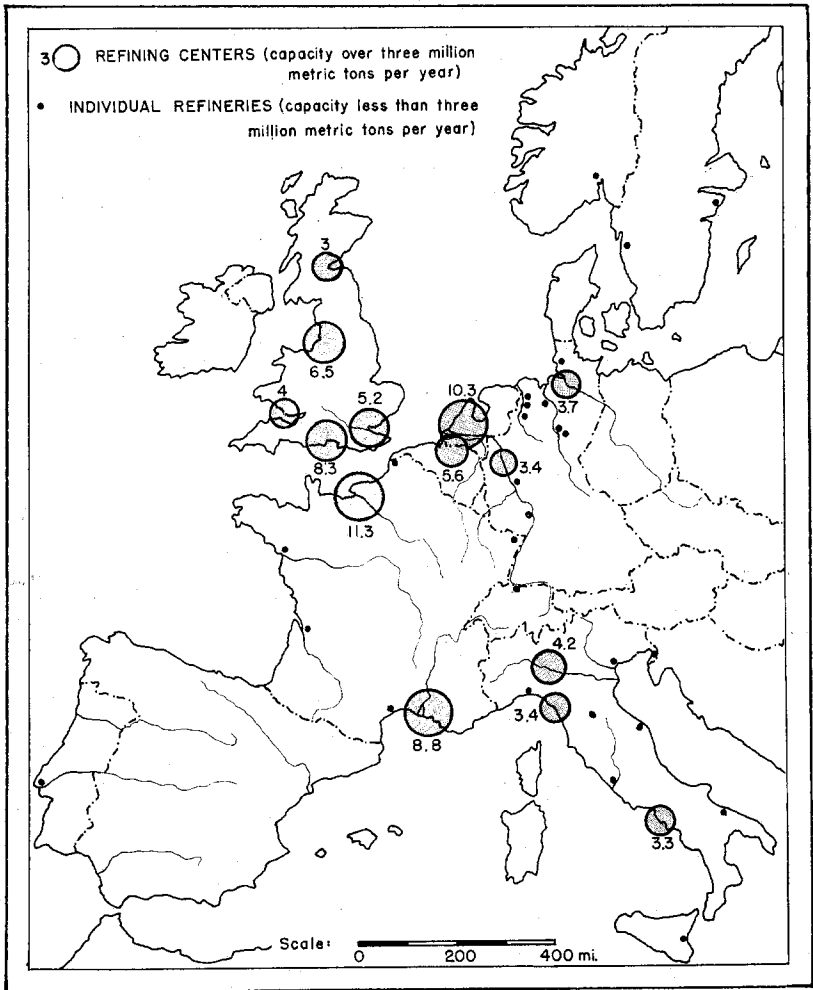 3 REFINING CENTERS (capacity over three million
metric tons per year)
INDIVIDUAL REFINERIES (capacity less than three
million metric tons per year)
3
6.5
4
5.2
10.3
3.7
8.3
5.6
3.4
11.3
4.2
3.4
8.8
3.3
Scale:
0 200 400 mi.